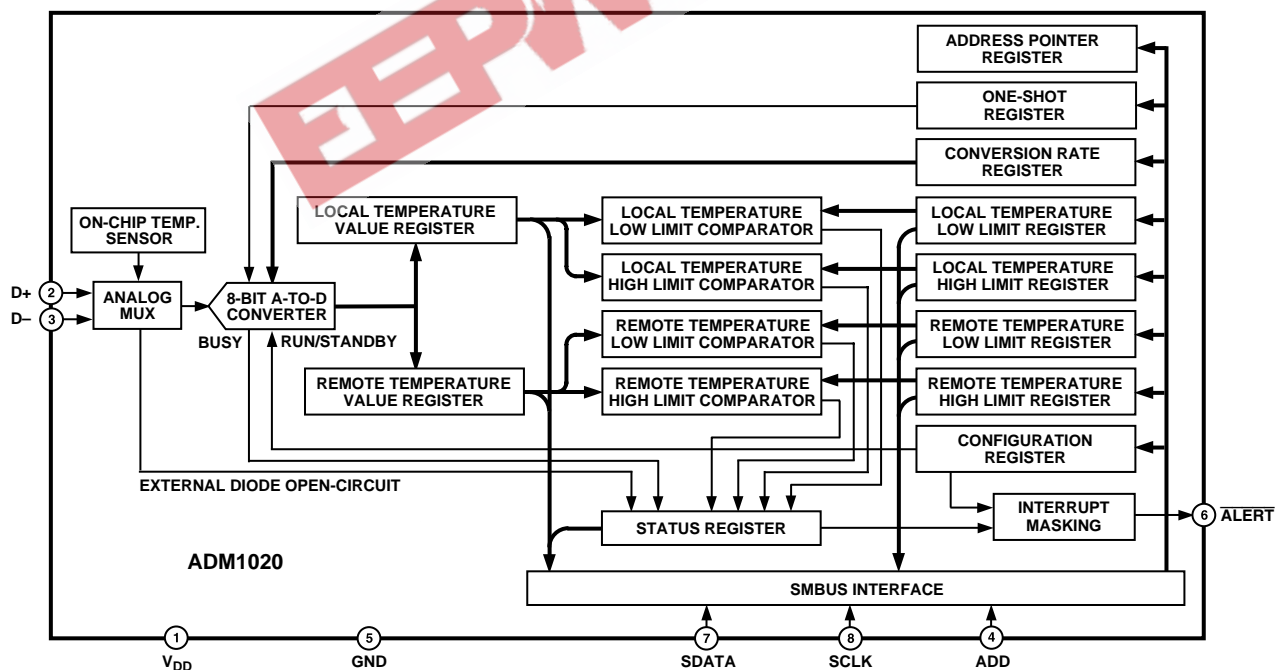 ADDRESS POINTER
REGISTER
ONE-SHOT
REGISTER
CONVERSION RATE
REGISTER
ON-CHIP TEMP.
SENSOR
LOCAL TEMPERATURE
VALUE REGISTER
LOCAL TEMPERATURE
LOW LIMIT COMPARATOR
LOCAL TEMPERATURE
LOW LIMIT REGISTER
D+ 2
D– 3
ANALOG
MUX
8-BIT A-TO-D
CONVERTER
LOCAL TEMPERATURE
HIGH LIMIT COMPARATOR
LOCAL TEMPERATURE
HIGH LIMIT REGISTER
BUSY
RUN/STANDBY
REMOTE TEMPERATURE
LOW LIMIT COMPARATOR
REMOTE TEMPERATURE
LOW LIMIT REGISTER
REMOTE TEMPERATURE
VALUE REGISTER
REMOTE TEMPERATURE
HIGH LIMIT COMPARATOR
REMOTE TEMPERATURE
HIGH LIMIT REGISTER
CONFIGURATION
REGISTER
EXTERNAL DIODE OPEN-CIRCUIT
STATUS REGISTER
INTERRUPT
MASKING
6 ALERT
ADM1020
SMBUS INTERFACE
1 5 7 8 4
VDD GND SDATA SCLK ADD